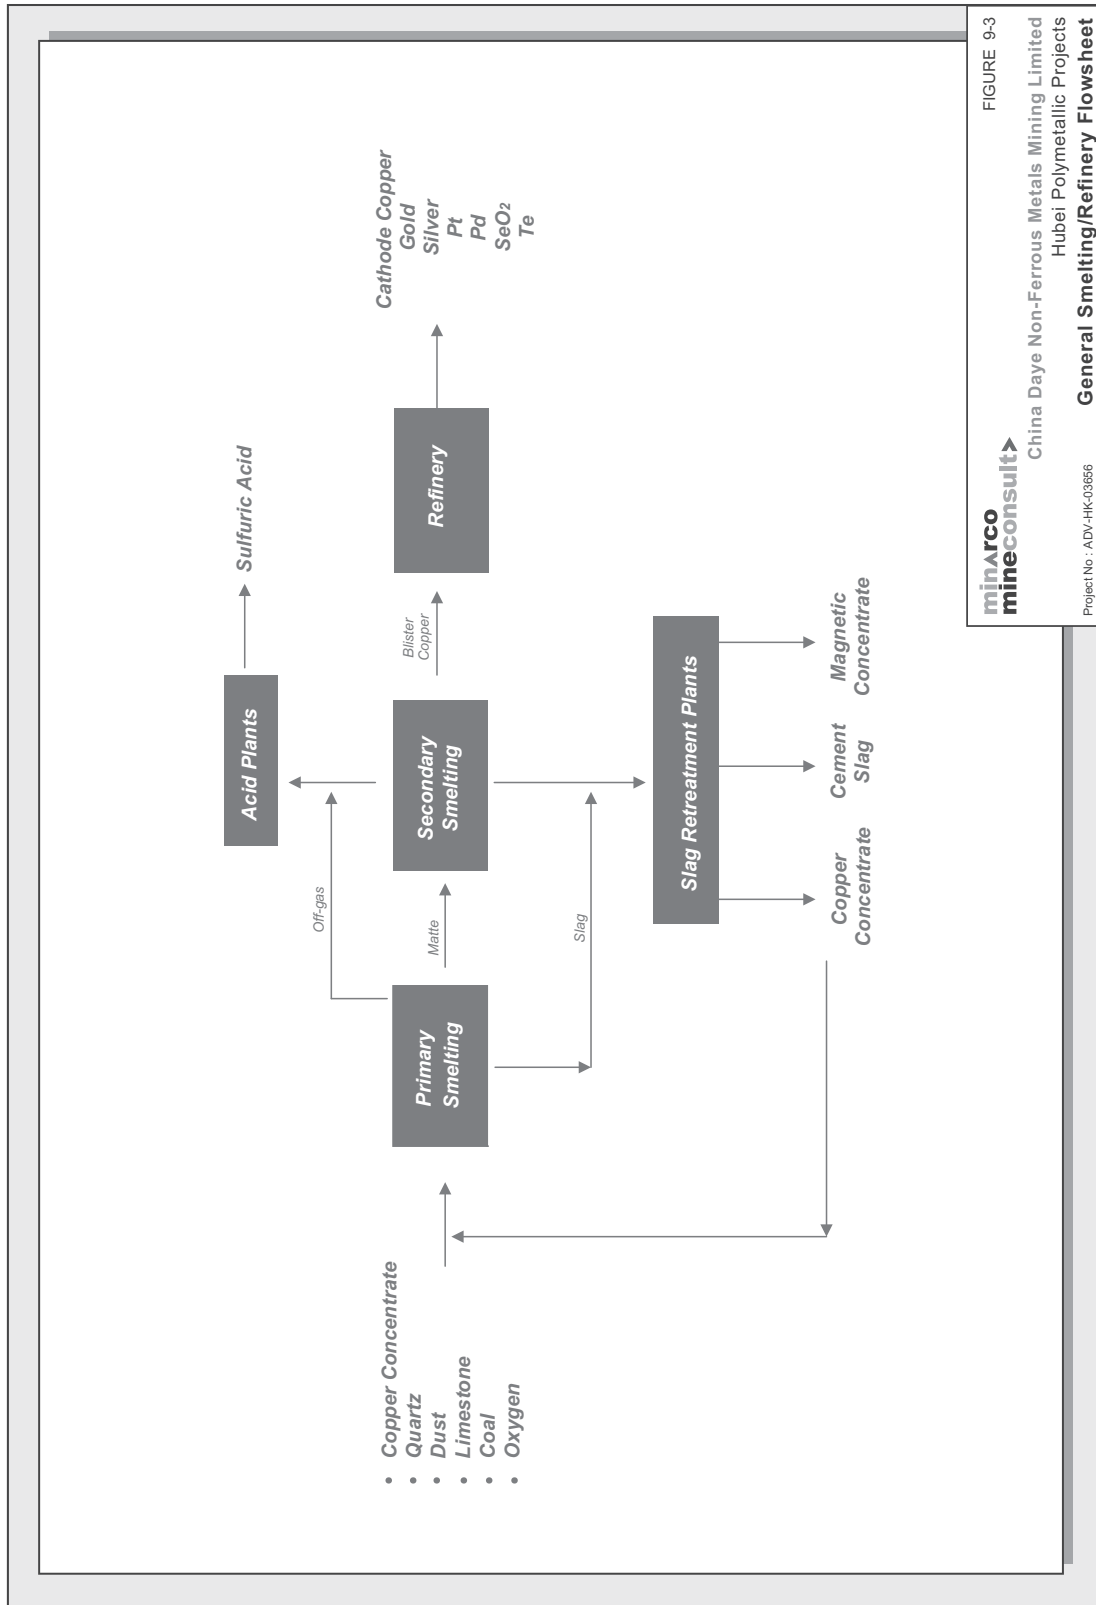 Sulfuric Acid
Acid Plants
Off-gas
• Copper Concentrate
• Quartz
• Dust
• Limestone
• Coal
• Oxygen
Primary
Smelting
Matte
Secondary
Smelting
Blister
Copper
Refinery
Cathode Copper
Gold
Silver
Pt
Pd
SeO2
Te
Slag
Slag Retreatment Plants
Copper
Concentrate
Cement
Slag
Magnetic
Concentrate
minarco
mineconsult
FIGURE 9-3
China Daye Non-Ferrous Metals Mining Limited
Hubei Polymetallic Projects
Project No : ADV-HK-03656
General Smelting/Refinery Flowsheet